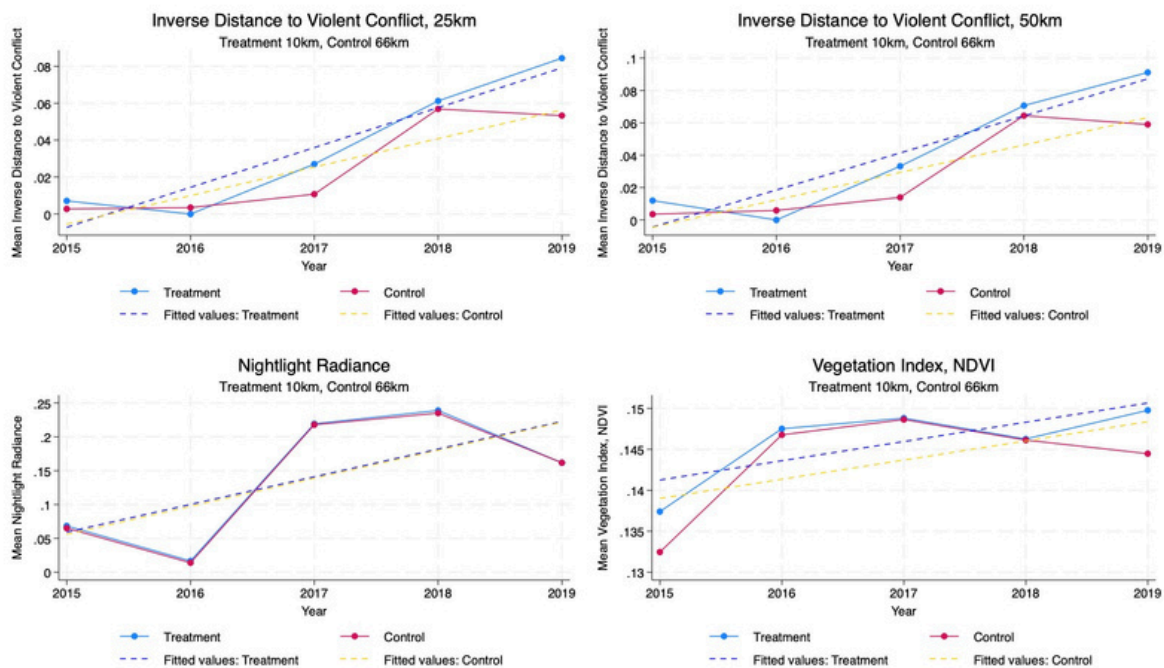 Inverse Distance to Violent Conflict, 25km
Treatment 10km, Control 66km
Mean Inverse Distance to Violent Conflict
.08
.06
.04
.02
0
2015 2016 2017 2018 2019
Year
Treatment Control
Fitted values: Treatment Fitted values: Control
Inverse Distance to Violent Conflict, 50km
Treatment 10km, Control 66km
Mean Inverse Distance to Violent Conflict
.1
.08
.06
.04
.02
0
2015 2016 2017 2018 2019
Year
Treatment Control
Fitted values: Treatment Fitted values: Control
Nightlight Radiance
Treatment 10km, Control 66km
Mean Nightlight Radiance
.25
.2
.15
.1
.05
0
2015 2016 2017 2018 2019
Year
Treatment Control
Fitted values: Treatment Fitted values: Control
Vegetation Index, NDVI
Treatment 10km, Control 66km
Mean Vegetation Index, NDVI
.15
.145
.14
.135
.13
2015 2016 2017 2018 2019
Year
Treatment Control
Fitted values: Treatment Fitted values: Control